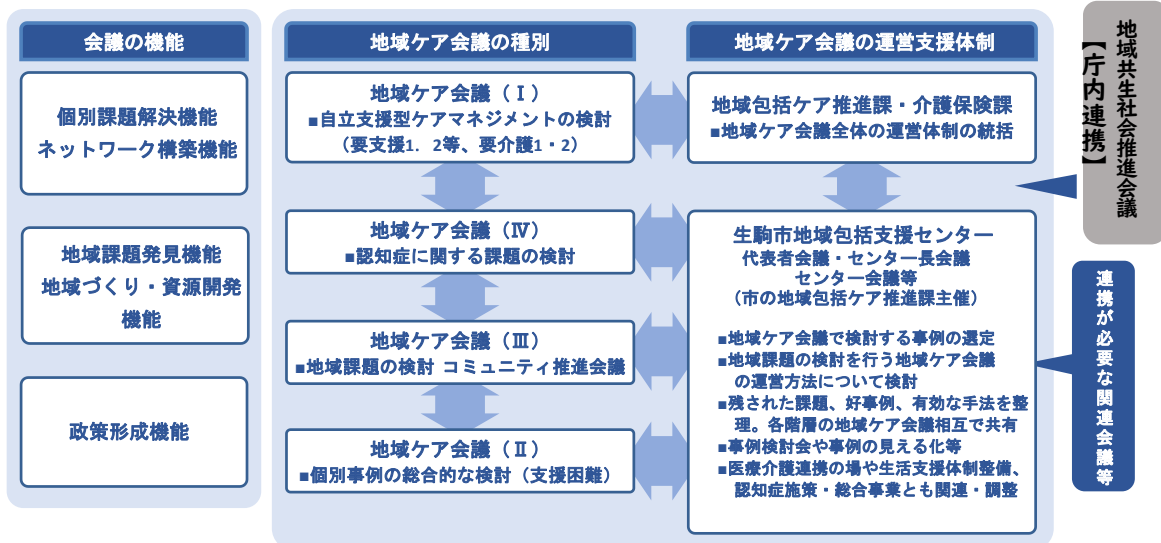 会議の機能
個別課題解決機能
ネットワーク構築機能
地域課題発見機能
地域づくり・資源開発
機能
政策形成機能
地域ケア会議の種別
地域ケア会議（Ⅰ）
■自立支援型ケアマネジメントの検討
（要支援1．2等、要介護1・2）
地域ケア会議（Ⅳ）
■認知症に関する課題の検討
地域ケア会議（Ⅲ）
■地域課題の検討 コミュニティ推進会議
地域ケア会議（Ⅱ）
■個別事例の総合的な検討（支援困難）
地域ケア会議の運営支援体制
地域包括ケア推進課・介護保険課
■地域ケア会議全体の運営体制の統括
生駒市地域包括支援センター
代表者会議・センター長会議
センター会議等
（市の地域包括ケア推進課主催）
■地域ケア会議で検討する事例の選定
■地域課題の検討を行う地域ケア会議
の運営方法について検討
■残された課題、好事例、有効な手法を整
理。各階層の地域ケア会議相互で共有
■事例検討会や事例の見える化等
■医療介護連携の場や生活支援体制整備、
認知症施策・総合事業とも関連・調整
地域共生社会推進会議
【庁内連携】
連携が必要な関連会議等